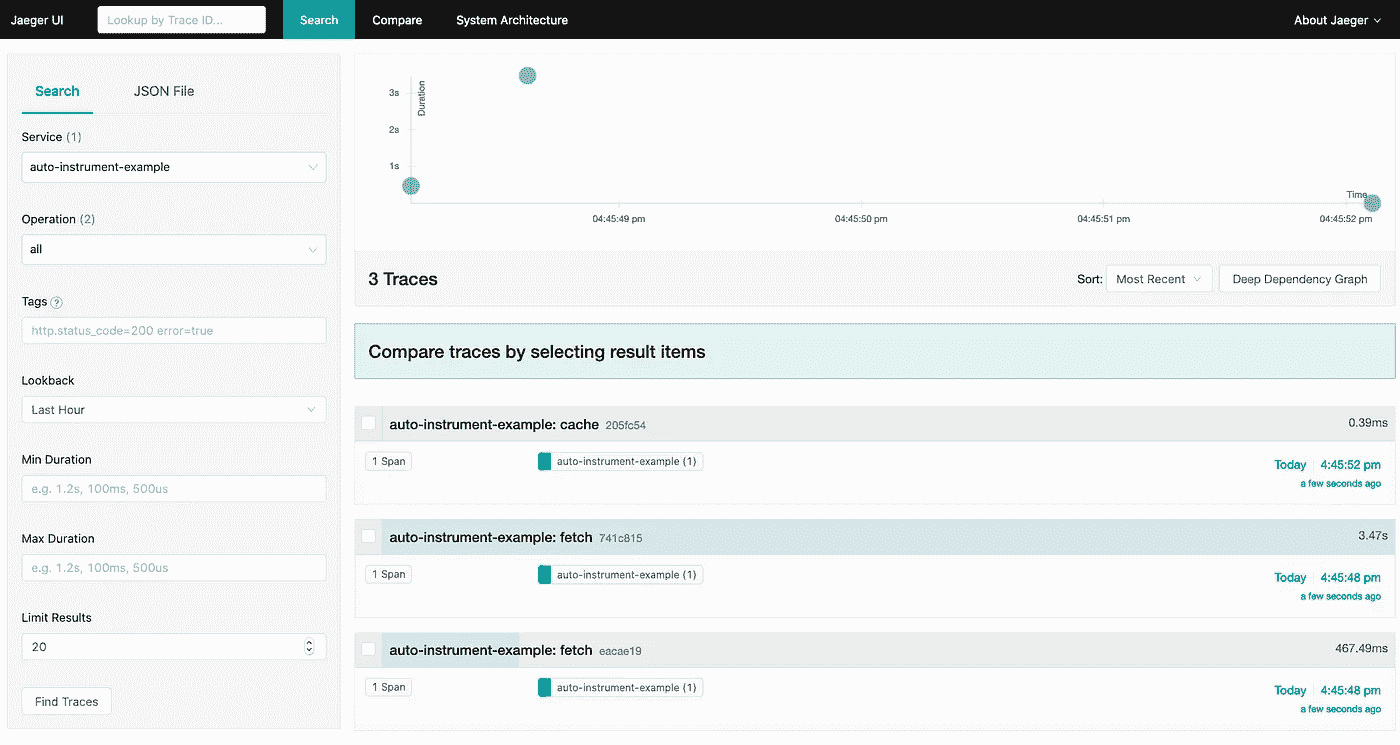 Jaeger UI Lookup by Trace ID... Search Compare System Architecture About Jaeger
Search JSON File
Service (1)
auto-instrument-example
Operation (2)
all
Tags ?
http.status_code=200 error=true
Lookback
Last Hour
Min Duration
e.g. 1.2s, 100ms, 500us
Max Duration
e.g. 1.2s, 100ms, 500us
Limit Results
20
Find Traces
Duration
3s
2s
1s
Time
04:45:49 pm 04:45:50 pm 04:45:51 pm 04:45:52 pm
3 Traces Sort: Most Recent Deep Dependency Graph
Compare traces by selecting result items
auto-instrument-example: cache 205fc54 0.39ms
1 Span auto-instrument-example (1) Today 4:45:52 pm
a few seconds ago
auto-instrument-example: fetch 741c815 3.47s
1 Span auto-instrument-example (1) Today 4:45:48 pm
a few seconds ago
auto-instrument-example: fetch eacae19 467.49ms
1 Span auto-instrument-example (1) Today 4:45:48 pm
a few seconds ago